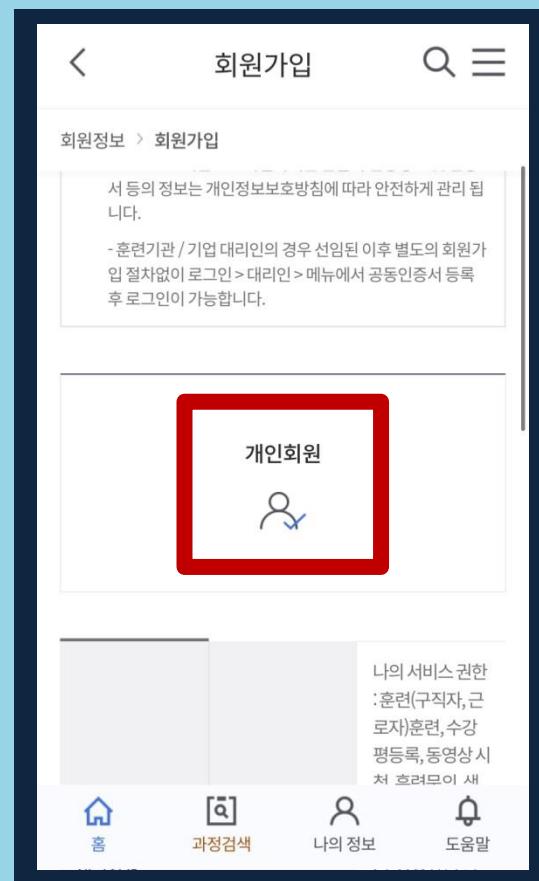 회원가입
회원정보 > 회원가입
서 등의 정보는 개인정보보호방침에 따라 안전하게 관리 됩
니다.
- 훈련기관 / 기업 대리인의 경우 선임된 이후 별도의 회원가
입 절차없이 로그인 > 대리인 > 메뉴에서 공동인증서 등록
후 로그인이 가능합니다.
개인회원
나의 서비스 권한
: 훈련(구직자, 근
로자)훈련, 수강
평등록, 동영상 시
홈
과정검색
나의 정보
도움말